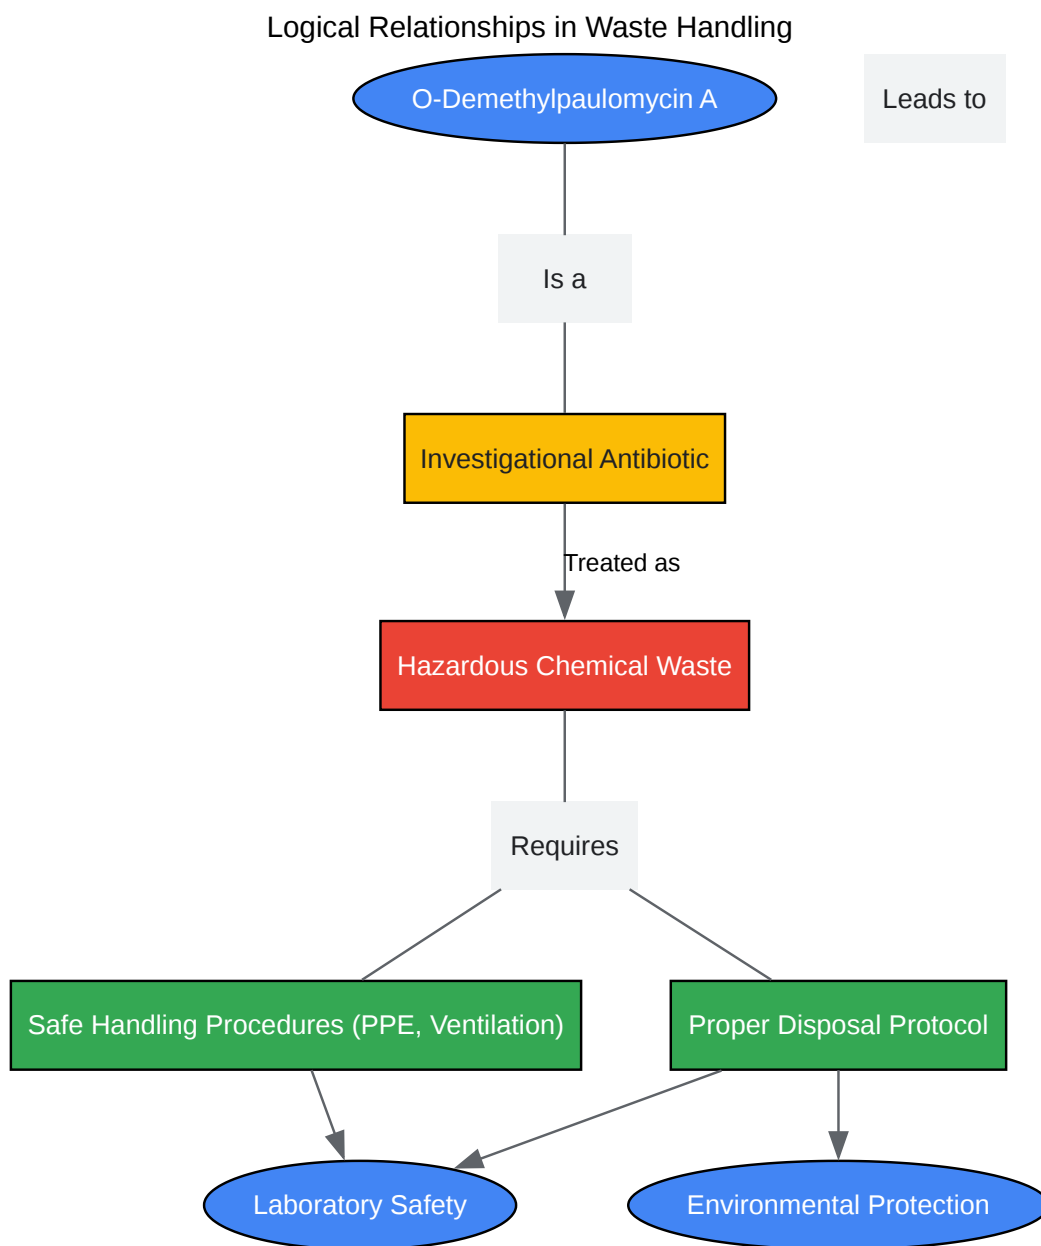 Logical Relationships in Waste Handling
O-Demethylpaulomycin A
Leads to
Is a
Investigational Antibiotic
Treated as
Hazardous Chemical Waste
Requires
Safe Handling Procedures (PPE, Ventilation)
Proper Disposal Protocol
Laboratory Safety
Environmental Protection